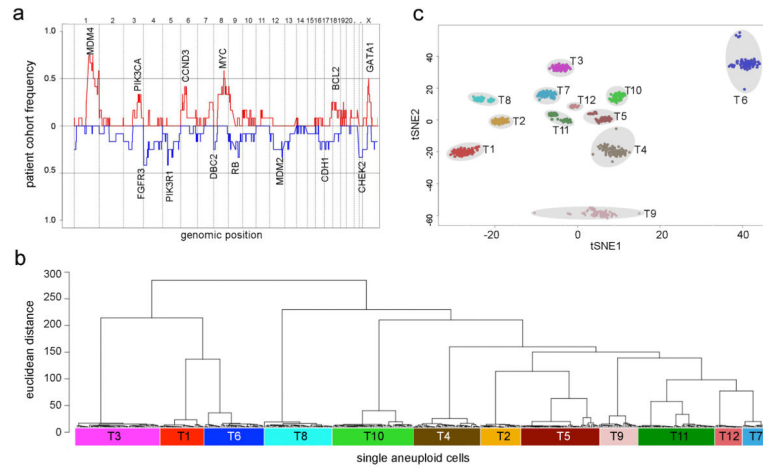 a
1 2 3 4 5 6 7 8 9 10 11 12 13 14 15 16 17 18 19 20 . . X
patient cohort frequency
1.0
0.5
0
0.5
1.0
MDM4
PIK3CA
CCND3
MYC
BCL2
GATA1
FGFR3
PIK3R1
DBC2
RB
MDM2
CDH1
CHEK2
genomic position
c
tSNE2
40
20
0
-20
-40
-60
T3
T6
T7
T8
T12
T10
T2
T11
T5
T1
T4
T9
-20
0
20
40
tSNE1
b
euclidean distance
300
250
200
150
100
50
0
T3 T1 T6 T8 T10 T4 T2 T5 T9 T11 T12 T7
single aneuploid cells